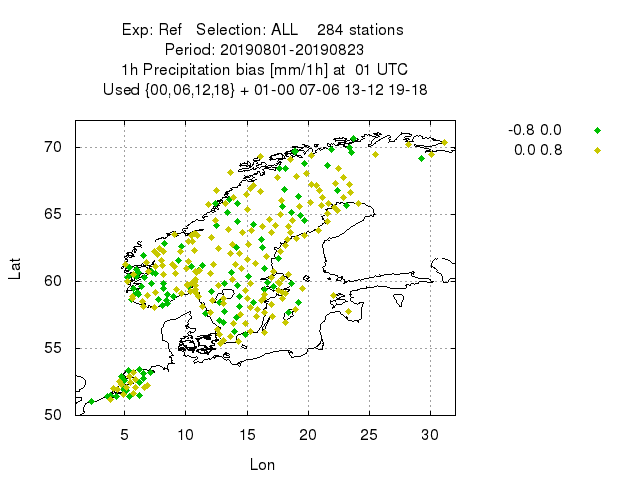 Exp: Ref   Selection: ALL    284 stations
Period: 20190801-20190823
1h Precipitation bias [mm/1h] at  01 UTC
Used {00,06,12,18} + 01-00 07-06 13-12 19-18
-0.8 0.0
0.0 0.8
70
65
60
55
50
Lat
5 10 15 20 25 30
Lon